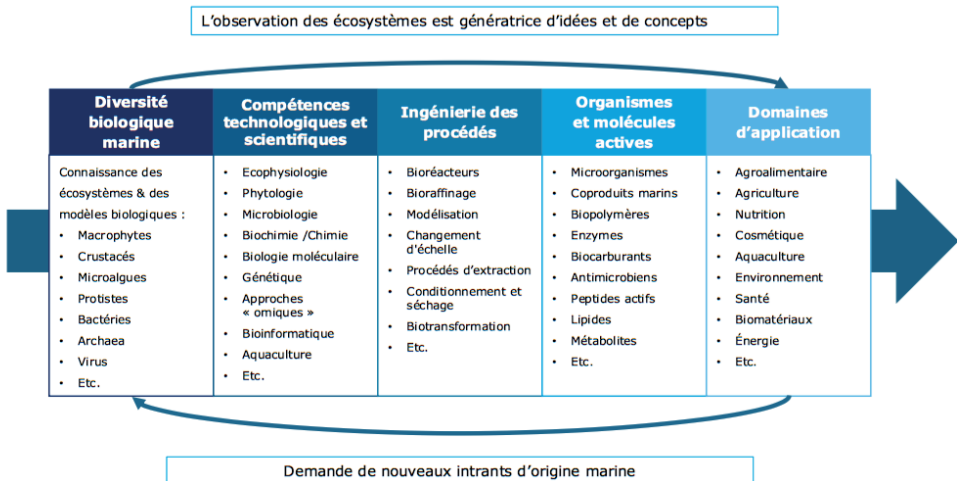 L'observation des écosystèmes est génératrice d'idées et de concepts
Diversité
biologique
marine
Connaissance des
écosystèmes & des
modèles biologiques :
• Macrophytes
• Crustacés
• Microalgues
• Protistes
• Bactéries
• Archaea
• Virus
• Etc.
Compétences
technologiques et
scientifiques
• Ecophysiologie
• Phytologie
• Microbiologie
• Biochimie /Chimie
• Biologie moléculaire
• Génétique
• Approches
« omiques »
• Bioinformatique
• Aquaculture
• Etc.
Ingénierie des
procédés
• Bioréacteurs
• Bioraffinage
• Modélisation
• Changement
d'échelle
• Procédés d'extraction
• Conditionnement et
séchage
• Biotransformation
• Etc.
Organismes
et molécules
actives
• Microorganismes
• Coproduits marins
• Biopolymères
• Enzymes
• Biocarburants
• Antimicrobiens
• Peptides actifs
• Lipides
• Métabolites
• Etc.
Domaines
d'application
• Agroalimentaire
• Agriculture
• Nutrition
• Cosmétique
• Aquaculture
• Environnement
• Santé
• Biomatériaux
• Énergie
• Etc.
Demande de nouveaux intrants d'origine marine